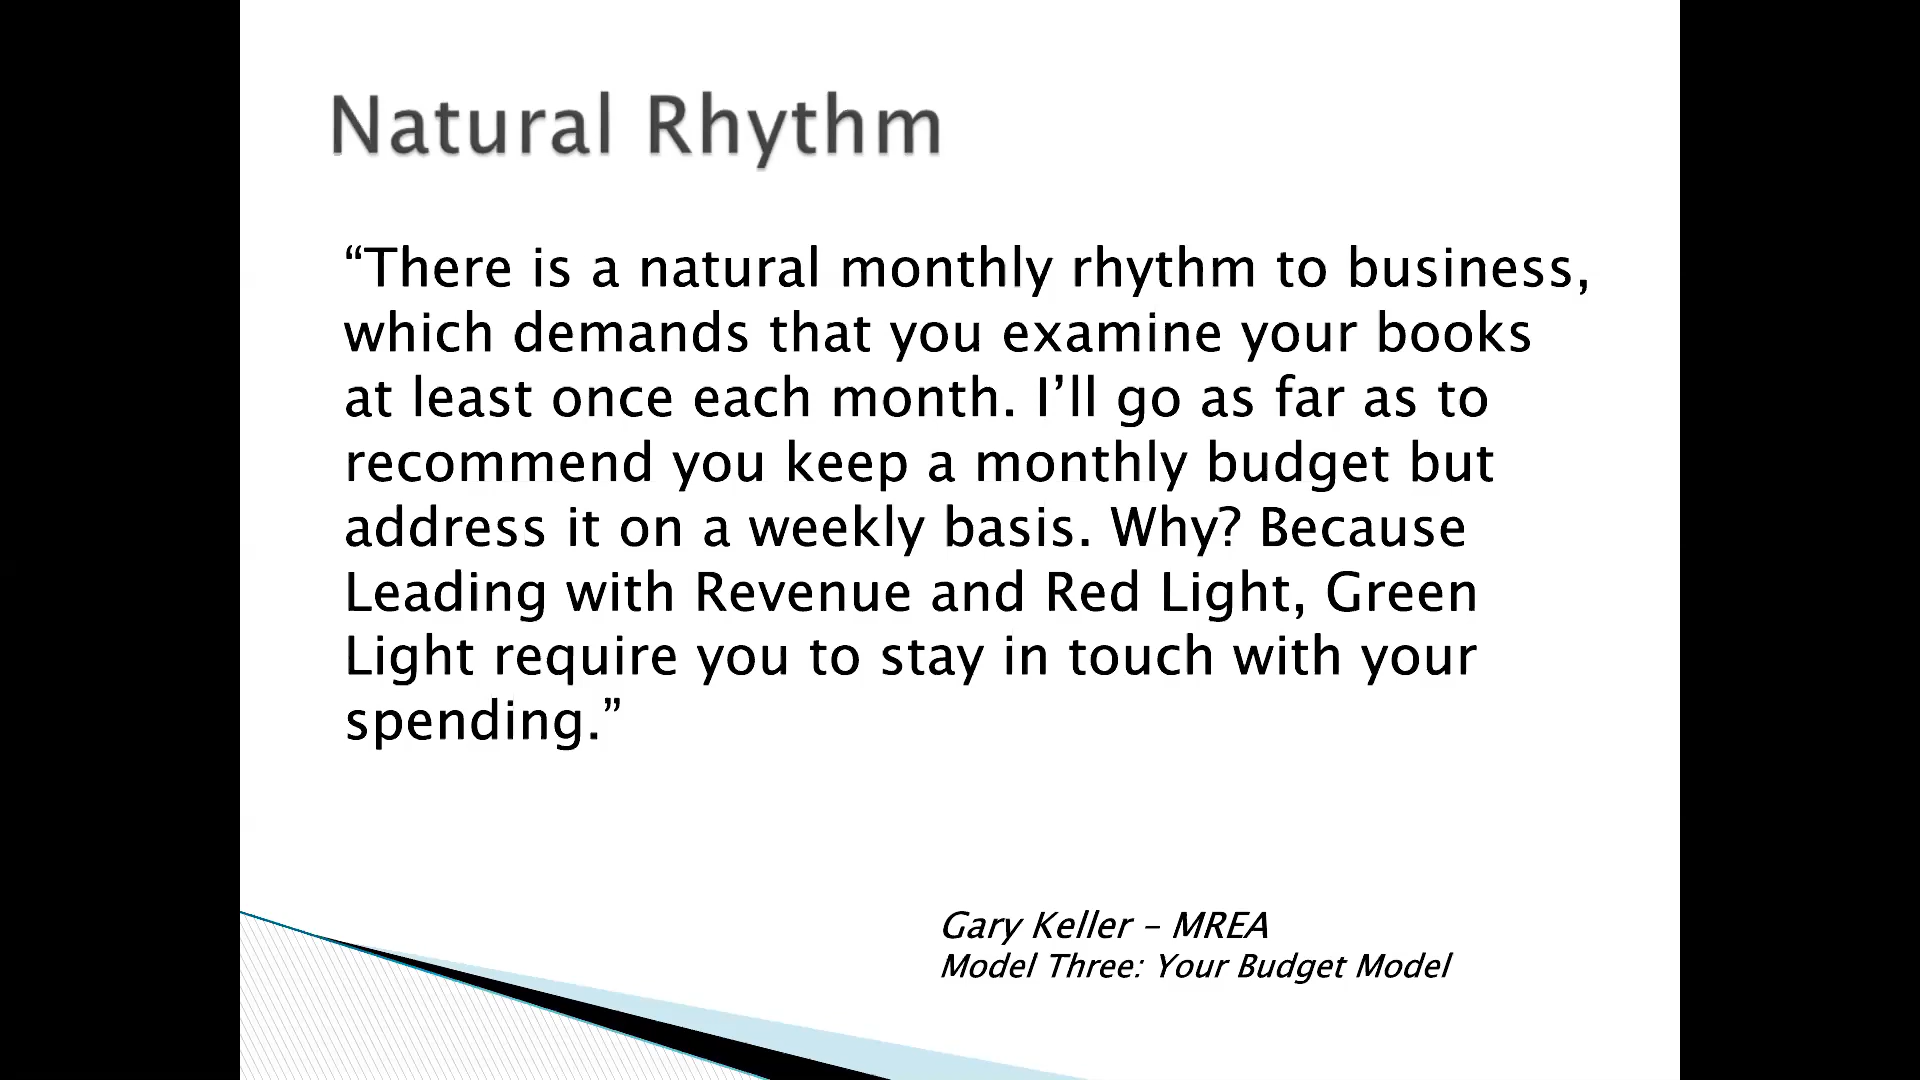 Natural Rhythm
“There is a natural monthly rhythm to business,
which demands that you examine your books
at least once each month. I’ll go as far as to
recommend you keep a monthly budget but
address it on a weekly basis. Why? Because
Leading with Revenue and Red Light, Green
Light require you to stay in touch with your
spending.”
Gary Keller – MREA
Model Three: Your Budget Model